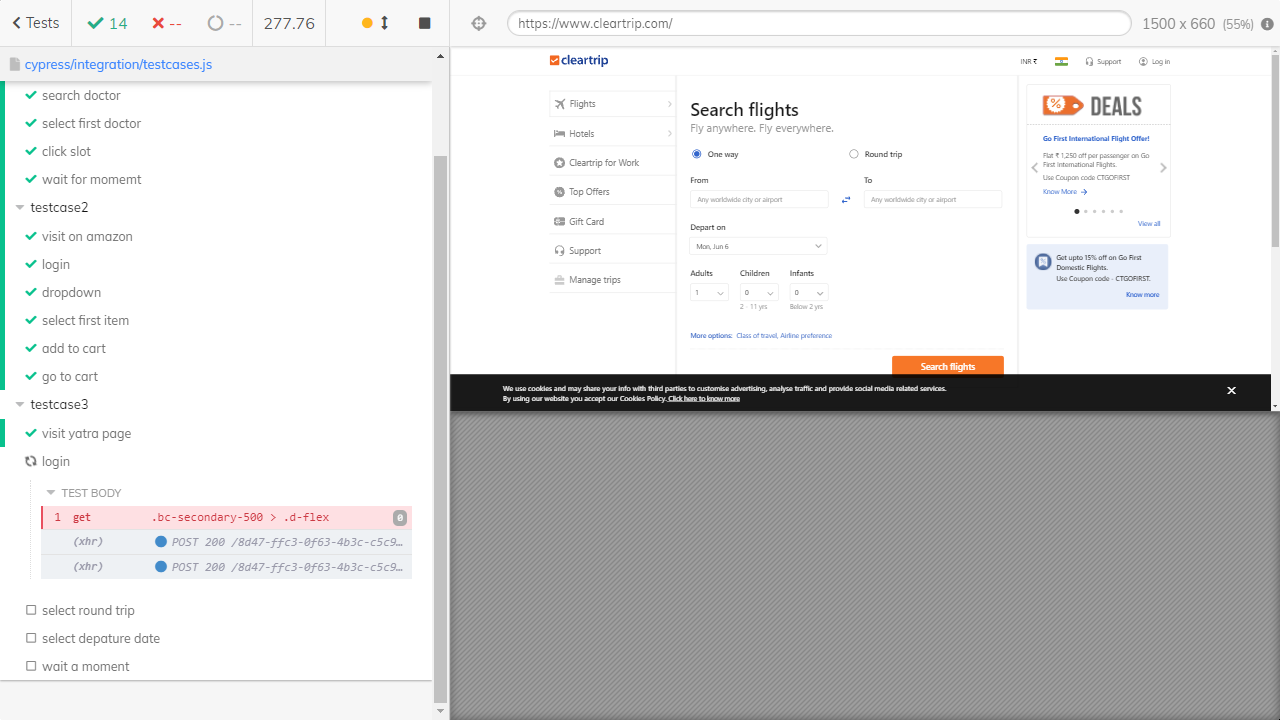 Tests
14
--
--
277.76
https://www.cleartrip.com/
1500 x 660 (55%)
cypress/integration/testcases.js
search doctor
select first doctor
click slot
wait for momemt
testcase2
visit on amazon
login
dropdown
select first item
add to cart
go to cart
testcase3
visit yatra page
login
TEST BODY
1 get .bc-secondary-500 > .d-flex 0
(xhr) POST 200 /8d47-ffc3-0f63-4b3c-c5c9…
(xhr) POST 200 /8d47-ffc3-0f63-4b3c-c5c9…
select round trip
select depature date
wait a moment
cleartrip
INR ₹
Support
Log in
Flights
Hotels
Cleartrip for Work
Top Offers
Gift Card
Support
Manage trips
Search flights
Fly anywhere. Fly everywhere.
One way
Round trip
From
To
Any worldwide city or airport
Any worldwide city or airport
Depart on
Mon, Jun 6
Adults
Children
Infants
1
0
0
2 - 11 yrs
Below 2 yrs
More options: Class of travel, Airline preference
Search flights
DEALS
Go First International Flight Offer!
Flat ₹ 1,250 off per passenger on Go
First International Flights.
Use Coupon code CTGOFIRST
Know More
View all
Get upto 15% off on Go First
Domestic Flights.
Use Coupon code - CTGOFIRST.
Know more
We use cookies and may share your info with third parties to customise advertising, analyse traffic and provide social media related services.
By using our website you accept our Cookies Policy. Click here to know more